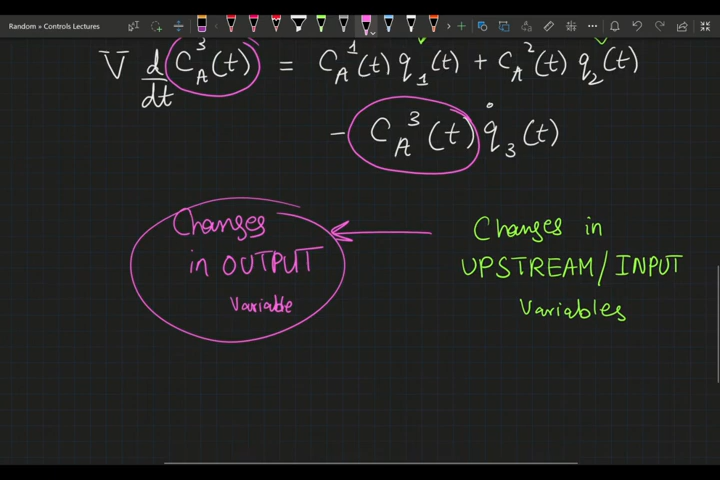 Random » Controls Lectures
V d/dt C_A^3(t) = C_A^1(t) q_1(t) + C_A^2(t) q_2(t)
- C_A^3(t) q̇_3(t)
Changes
in OUTPUT
Variable
Changes in
UPSTREAM/INPUT
Variables